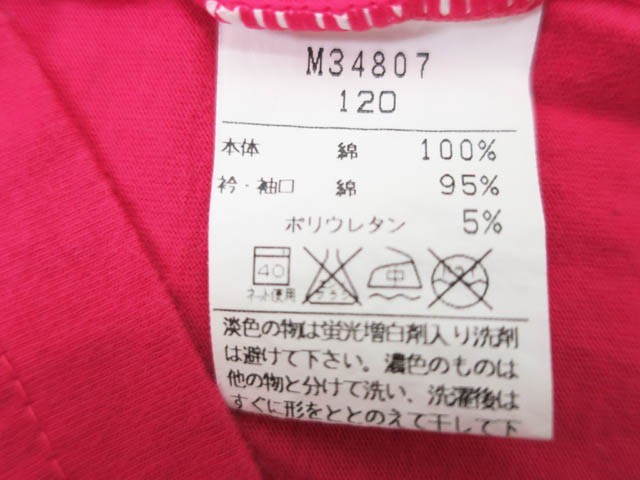 M34807
120
本体 綿 100%
衿・袖口 綿 95%
ポリウレタン 5%
40 中
ネット使用
淡色の物は蛍光増白剤入り洗剤
は避けて下さい。濃色のものは
他の物と分けて洗い、洗濯後は
すぐに形をととのえて干して下